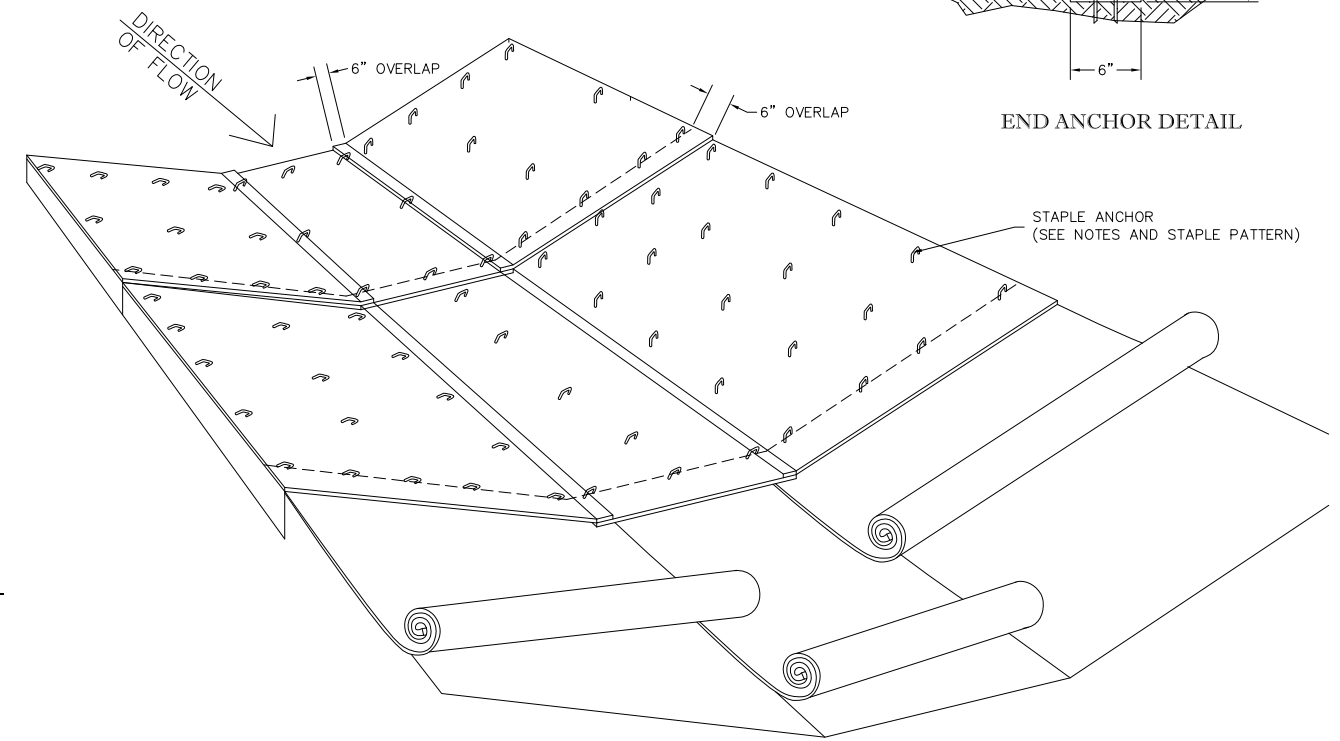 DIRECTION
OF FLOW
6" OVERLAP
6" OVERLAP
6"
END ANCHOR DETAIL
STAPLE ANCHOR
(SEE NOTES AND STAPLE PATTERN)